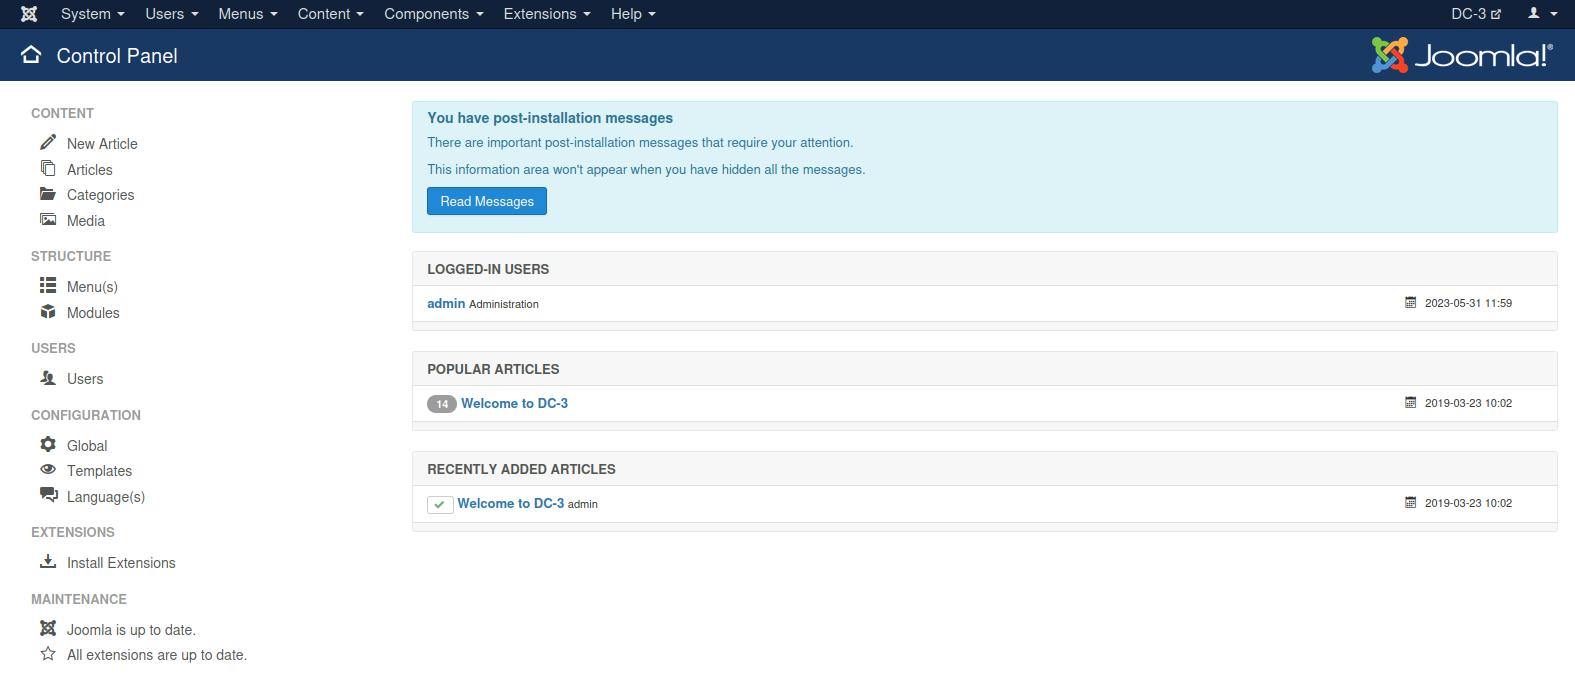 System Users Menus Content Components Extensions Help DC-3
Control Panel Joomla!®
CONTENT
New Article
Articles
Categories
Media
STRUCTURE
Menu(s)
Modules
USERS
Users
CONFIGURATION
Global
Templates
Language(s)
EXTENSIONS
Install Extensions
MAINTENANCE
Joomla is up to date.
All extensions are up to date.
You have post-installation messages
There are important post-installation messages that require your attention.
This information area won't appear when you have hidden all the messages.
Read Messages
LOGGED-IN USERS
admin Administration 2023-05-31 11:59
POPULAR ARTICLES
14 Welcome to DC-3 2019-03-23 10:02
RECENTLY ADDED ARTICLES
Welcome to DC-3 admin 2019-03-23 10:02